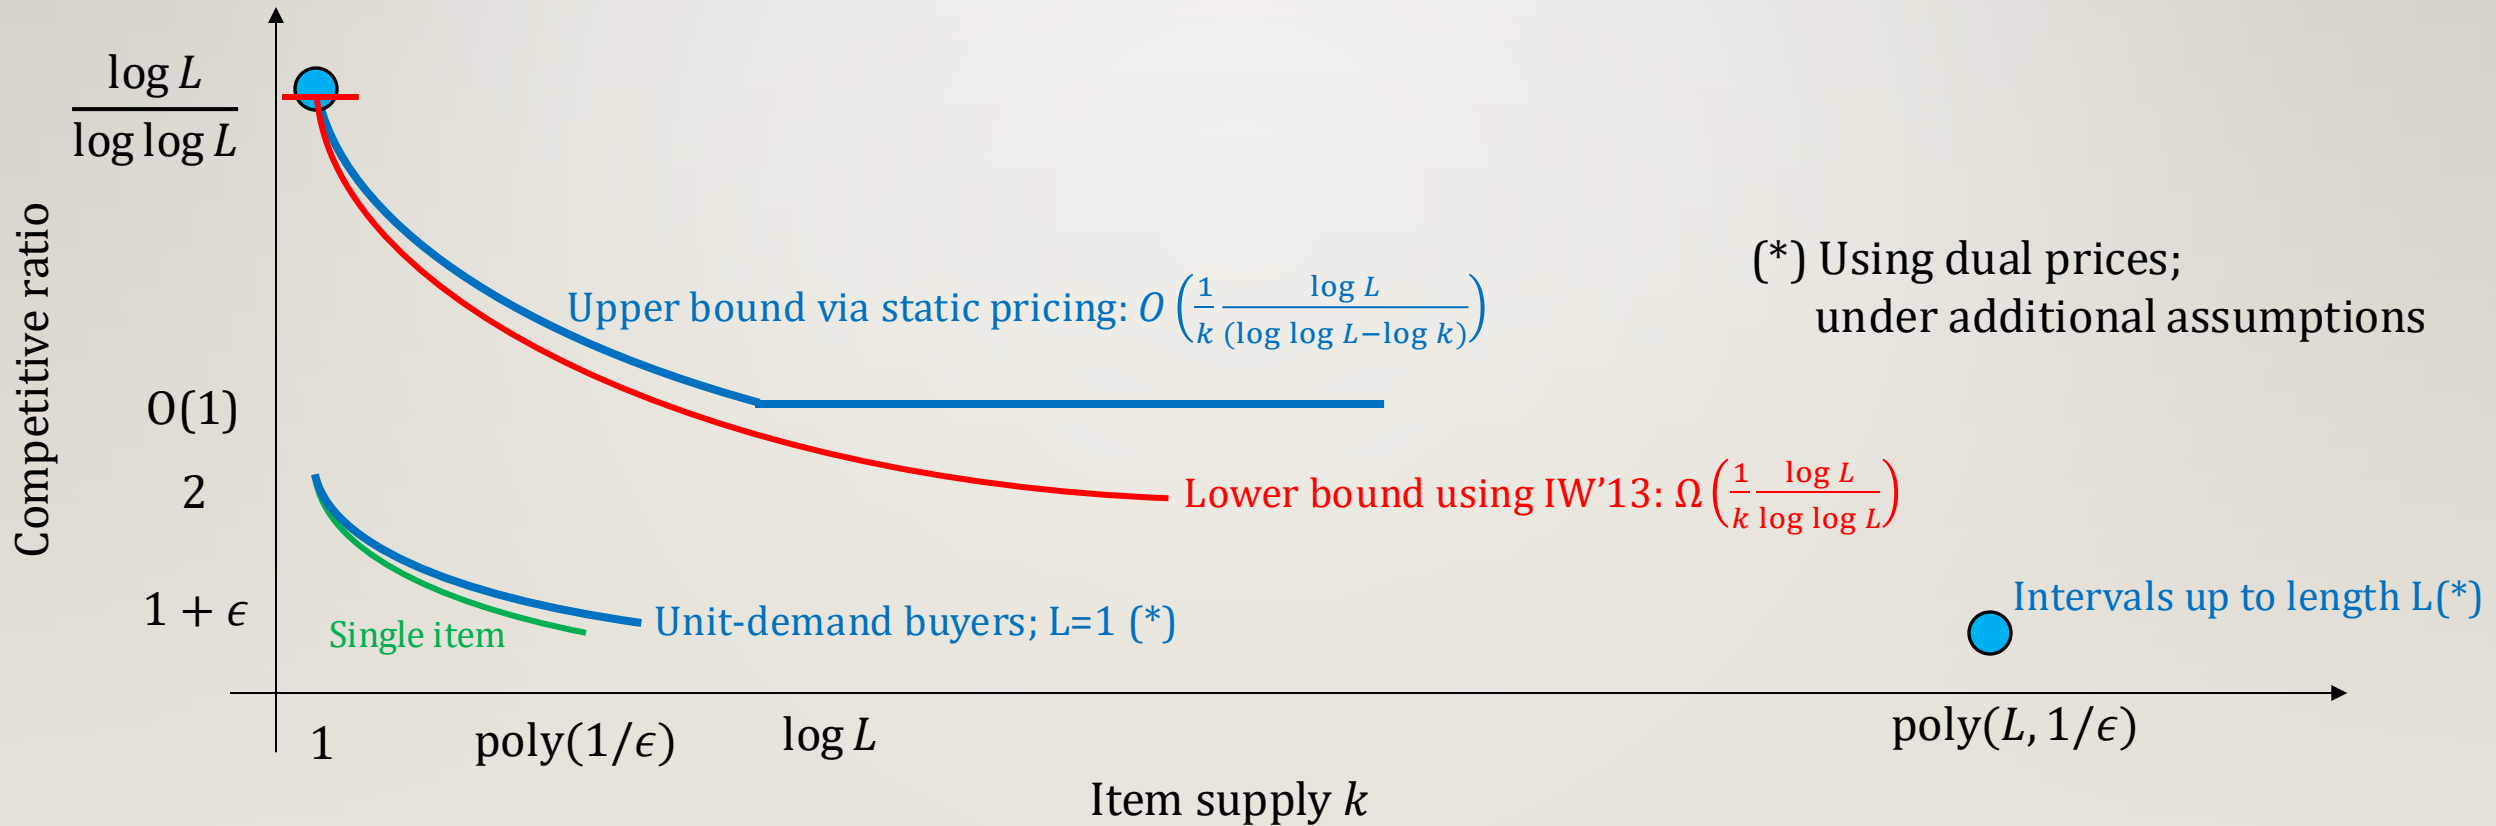 log L
log log L
Competitive ratio
O(1)
2
1 + ϵ
Upper bound via static pricing: O(1/k log L/(log log L−log k))
(*) Using dual prices;
under additional assumptions
Lower bound using IW’13: Ω(1/k log L/log log L)
Single item
Unit-demand buyers; L=1 (*)
Intervals up to length L(*)
1
poly(1/ϵ)
log L
poly(L, 1/ϵ)
Item supply k